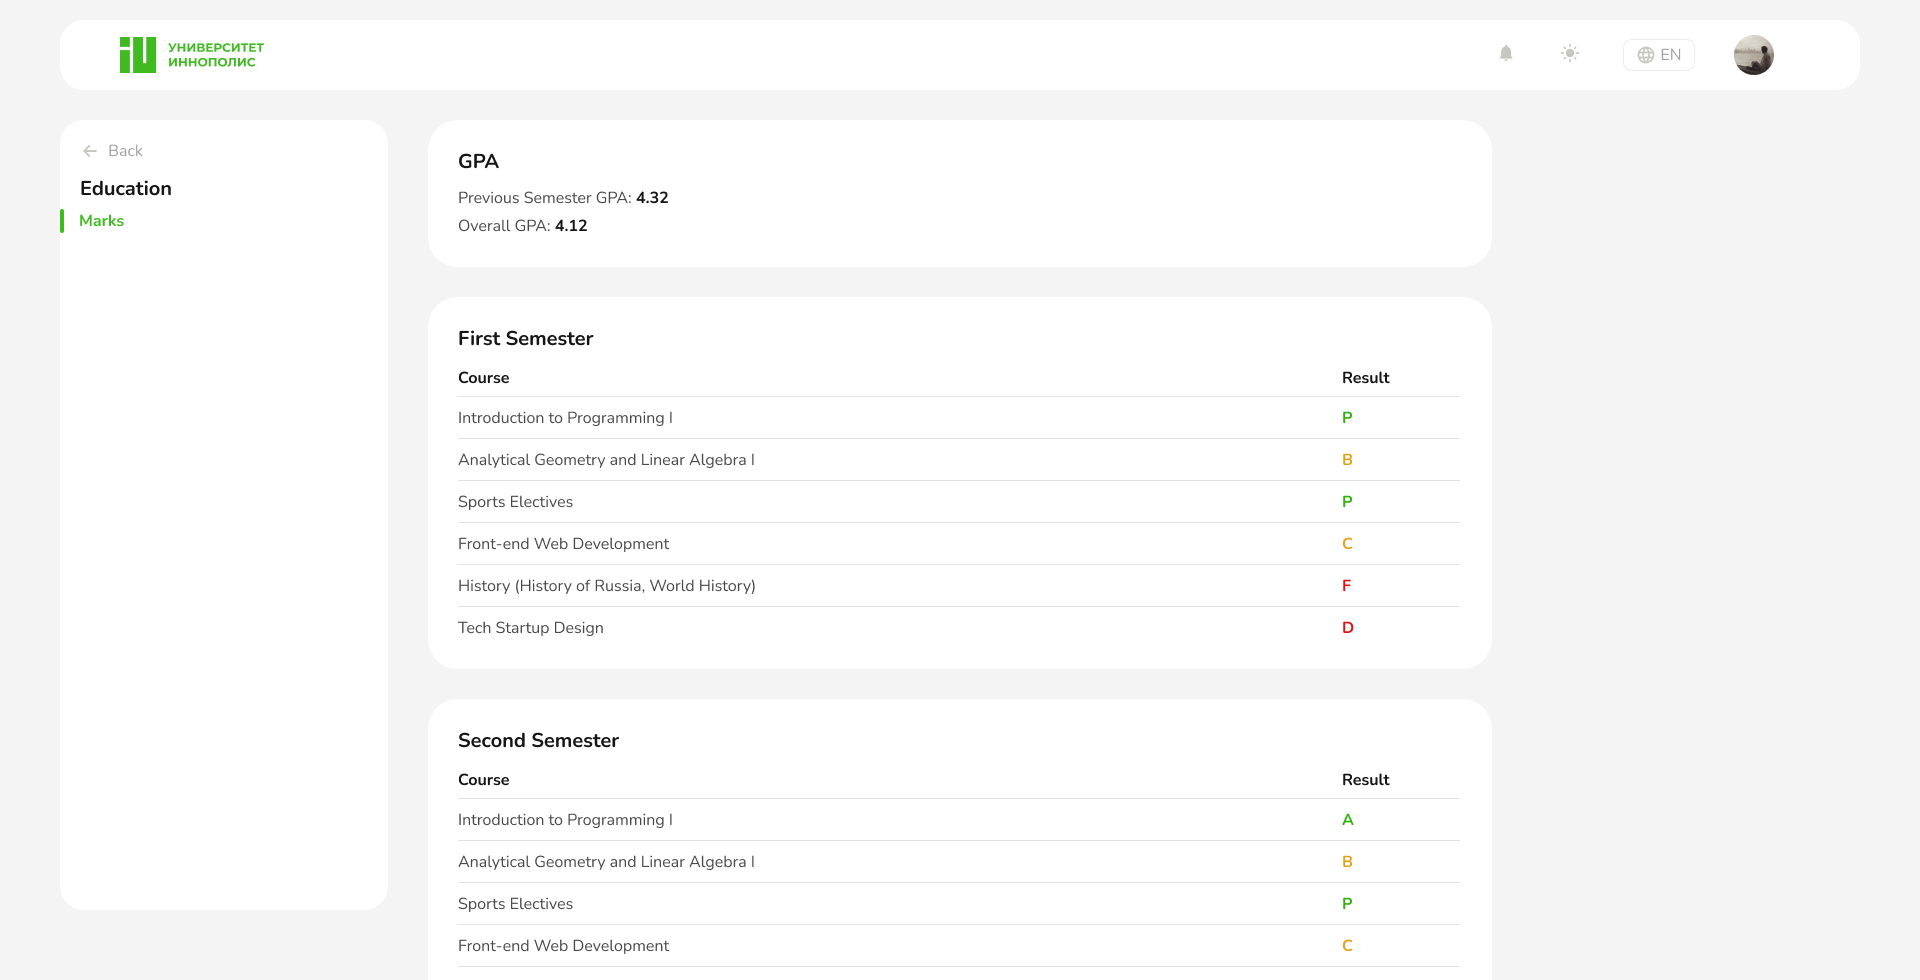 УНИВЕРСИТЕТ
ИННОПОЛИС
EN
Back
Education
Marks
GPA
Previous Semester GPA: 4.32
Overall GPA: 4.12
First Semester
Course Result
Introduction to Programming I P
Analytical Geometry and Linear Algebra I B
Sports Electives P
Front-end Web Development C
History (History of Russia, World History) F
Tech Startup Design D
Second Semester
Course Result
Introduction to Programming I A
Analytical Geometry and Linear Algebra I B
Sports Electives P
Front-end Web Development C